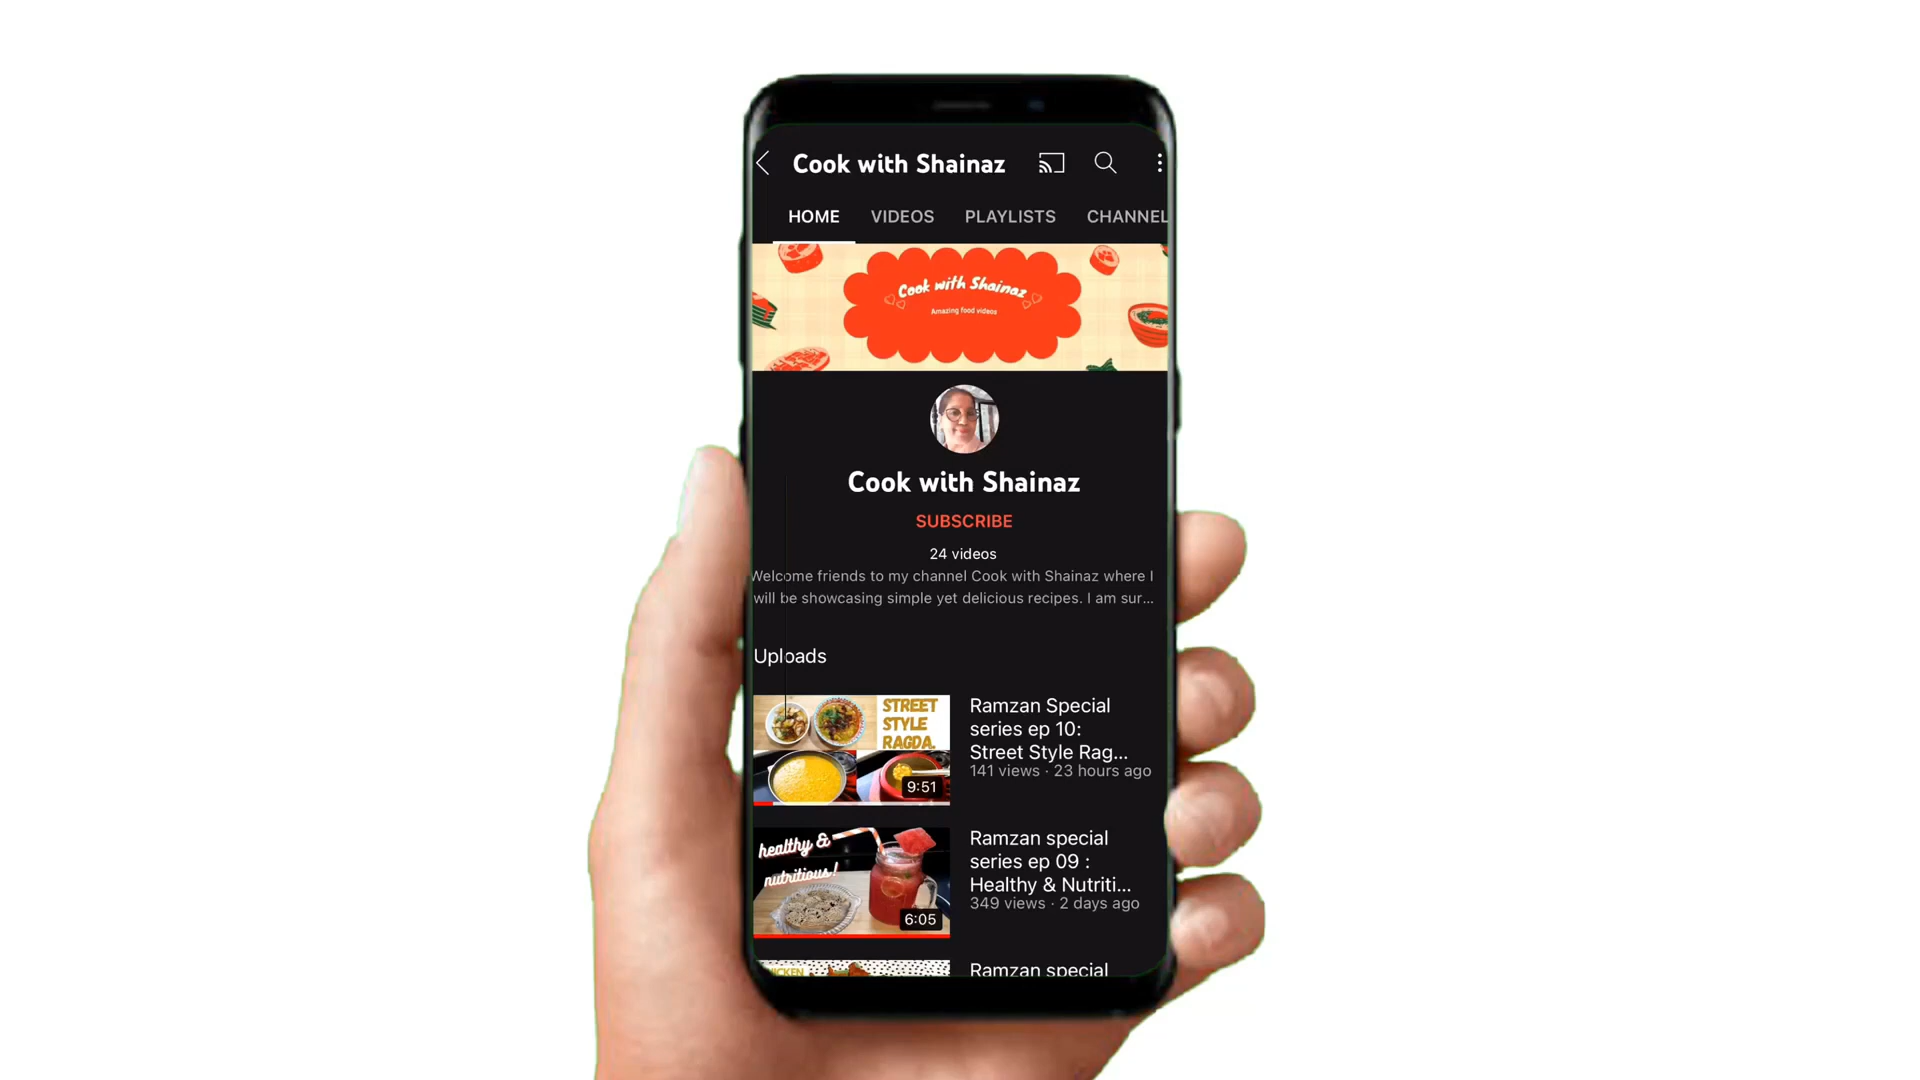 Cook with Shainaz
HOME VIDEOS PLAYLISTS CHANNEL
Cook with Shainaz
Amazing food videos
Cook with Shainaz
SUBSCRIBE
24 videos
Welcome friends to my channel Cook with Shainaz where I
will be showcasing simple yet delicious recipes. I am sur...
Uploads
STREET
STYLE
RAGDA.
9:51
Ramzan Special
series ep 10:
Street Style Rag...
141 views · 23 hours ago
healthy &
nutritious!
6:05
Ramzan special
series ep 09 :
Healthy & Nutriti...
349 views · 2 days ago
Ramzan special